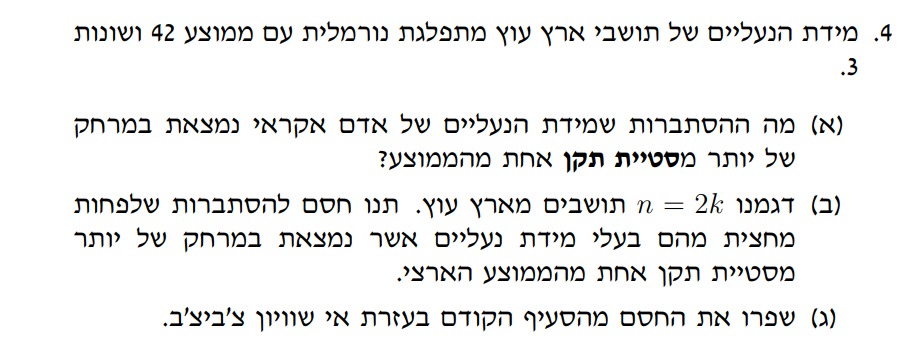 4. מידת הנעליים של תושבי ארץ עוץ מתפלגת נורמלית עם ממוצע 42 ושונות
3.
(א) מה ההסתברות שמידת הנעליים של אדם אקראי נמצאת במרחק
של יותר מסטיית תקן אחת מהממוצע?
(ב) דגמנו n = 2k תושבים מארץ עוץ. תנו חסם להסתברות שלפחות
מחצית מהם בעלי מידת נעליים אשר נמצאת במרחק של יותר
מסטיית תקן אחת מהממוצע הארצי.
(ג) שפרו את החסם מהסעיף הקודם בעזרת אי שוויון צ'ביצ'ב.